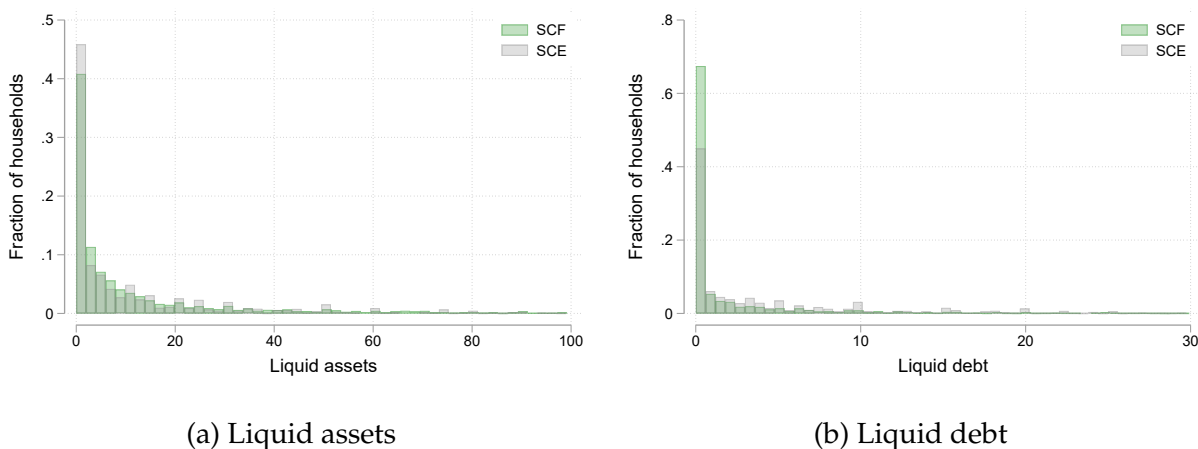 Fraction of households
.5
.4
.3
.2
.1
0
0 20 40 60 80 100
Liquid assets
SCF
SCE
(a) Liquid assets
Fraction of households
.8
.6
.4
.2
0
0 10 20 30
Liquid debt
SCF
SCE
(b) Liquid debt